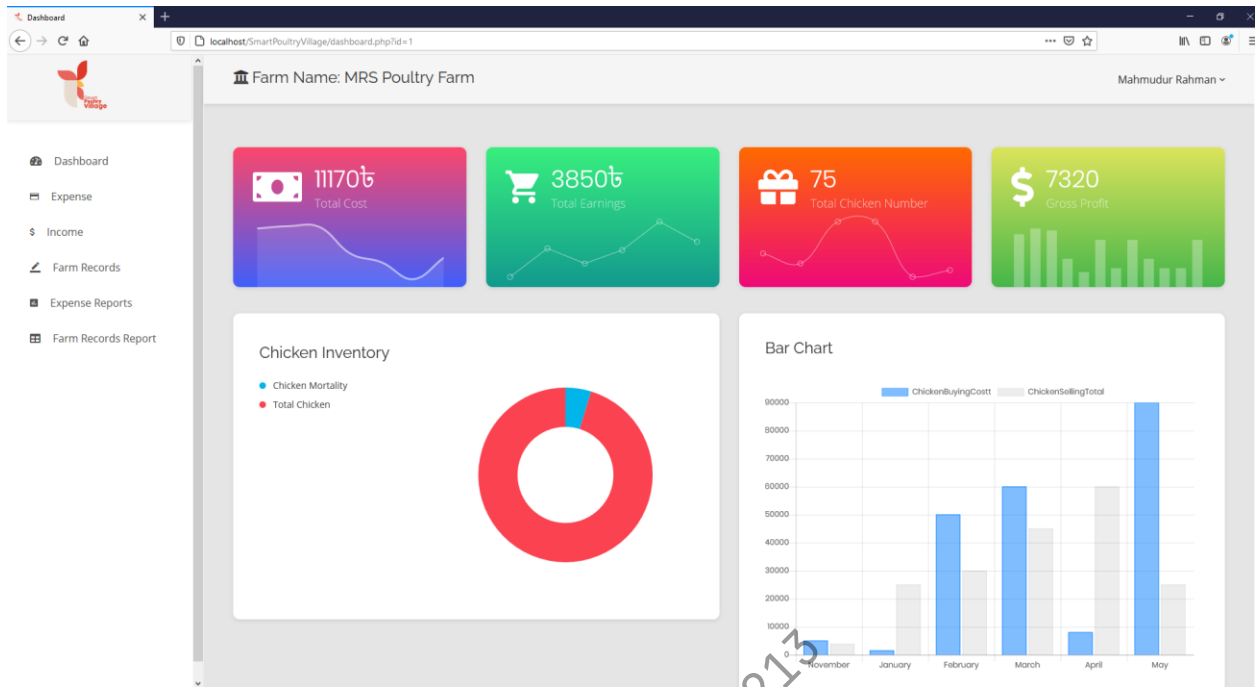 Dashboard
localhost/SmartPoultryVillage/dashboard.php?id=1
Smart
Poultry
Village
Farm Name: MRS Poultry Farm
Mahmudur Rahman
Dashboard
Expense
Income
Farm Records
Expense Reports
Farm Records Report
11170৳
Total Cost
3850৳
Total Earnings
75
Total Chicken Number
7320
Gross Profit
Chicken Inventory
Chicken Mortality
Total Chicken
Bar Chart
ChickenBuyingCostt ChickenSellingTotal
90000
80000
70000
60000
50000
40000
30000
20000
10000
0
November January February March April May